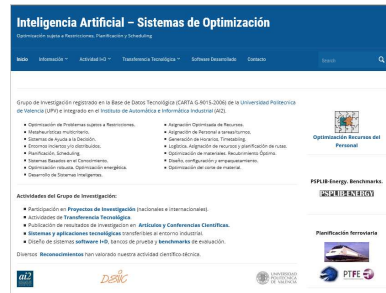 Inteligencia Artificial – Sistemas de Optimización
Optimización sujeta a Restricciones, Planificación y Scheduling
Inicio Información Actividad I+D Transferencia Tecnológica Software Desarrollado Contacto
Search
Grupo de Investigación registrado en la Base de Datos Tecnológica (CARTA G-9015-2006) de la Universidad Politécnica
de Valencia (UPV) e integrado en el Instituto de Automática e Informática Industrial (AI2).
Optimización de Problemas sujetos a Restricciones.
Metaheurísticas multicriterio.
Sistemas de Ayuda a la Decisión.
Entornos inciertos y/o distribuidos.
Planificación. Scheduling.
Sistemas Basados en el Conocimiento.
Optimización robusta. Optimización energética.
Desarrollo de Sistemas Inteligentes.
Asignación Optimizada de Recursos.
Asignación de Personal a tareas/turnos.
Generación de Horarios, Timetabling.
Logística. Asignación de recursos y planificación de rutas.
Optimización de materiales. Recubrimiento Óptimo.
Diseño, configuración y empaquetamiento.
Optimización del corte de material.
Actividades del Grupo de Investigación:
Participación en Proyectos de Investigación (nacionales e internacionales).
Actividades de Transferencia Tecnológica.
Publicación de resultados de investigación en Artículos y Conferencias Científicas.
Sistemas y aplicaciones tecnológicas transferibles al entorno industrial.
Diseño de sistemas software I+D, bancos de prueba y benchmarks de evaluación.
Diversos Reconocimientos han valorado nuestra actividad científico-técnica.
ai2
DSIC
UNIVERSIDAD
POLITECNICA
DE VALENCIA
Optimización Recursos del
Personal
PSPLIB-Energy. Benchmarks.
PSPLIB-ENERGY
Planificación ferroviaria
PTFE